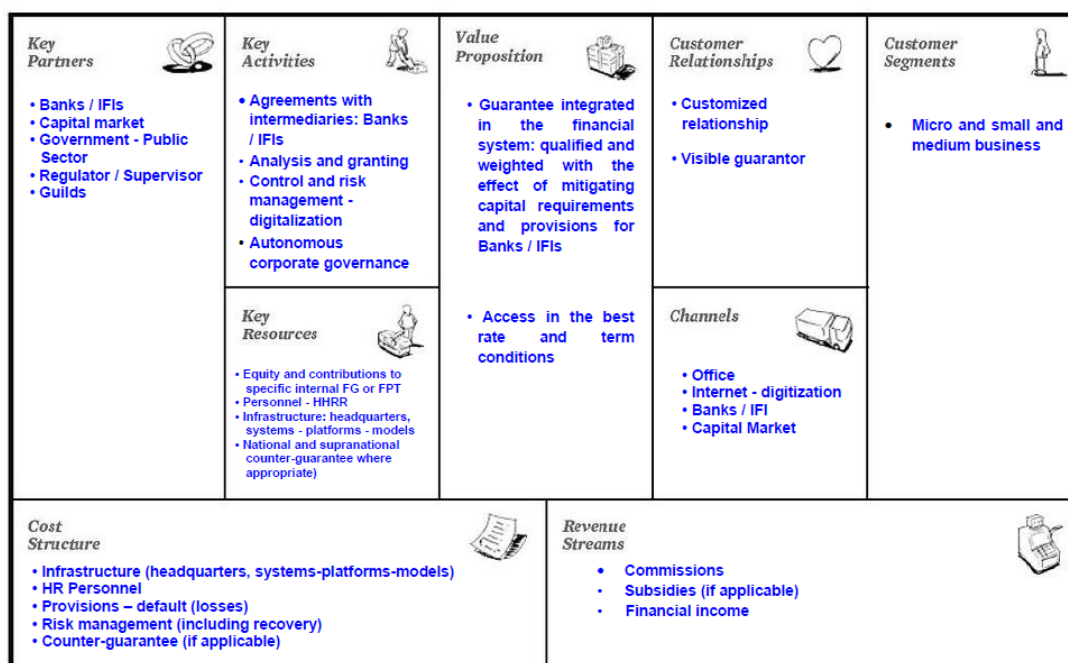 Key
Partners
• Banks / IFIs
• Capital market
• Government - Public
Sector
• Regulator / Supervisor
• Guilds
Key
Activities
• Agreements with
intermediaries: Banks
/ IFIs
• Analysis and granting
• Control and risk
management -
digitalization
• Autonomous
corporate governance
Key
Resources
• Equity and contributions to
specific internal FG or FPT
• Personnel - HHRR
• Infrastructure: headquarters,
systems - platforms - models
• National and supranational
counter-guarantee where
appropriate)
Value
Proposition
• Guarantee integrated
in the financial
system: qualified and
weighted with the
effect of mitigating
capital requirements
and provisions for
Banks / IFIs
• Access in the best
rate and term
conditions
Customer
Relationships
• Customized
relationship
• Visible guarantor
Channels
• Office
• Internet - digitization
• Banks / IFI
• Capital Market
Customer
Segments
• Micro and small and
medium business
Cost
Structure
• Infrastructure (headquarters, systems-platforms-models)
• HR Personnel
• Provisions – default (losses)
• Risk management (including recovery)
• Counter-guarantee (if applicable)
Revenue
Streams
• Commissions
• Subsidies (if applicable)
• Financial income